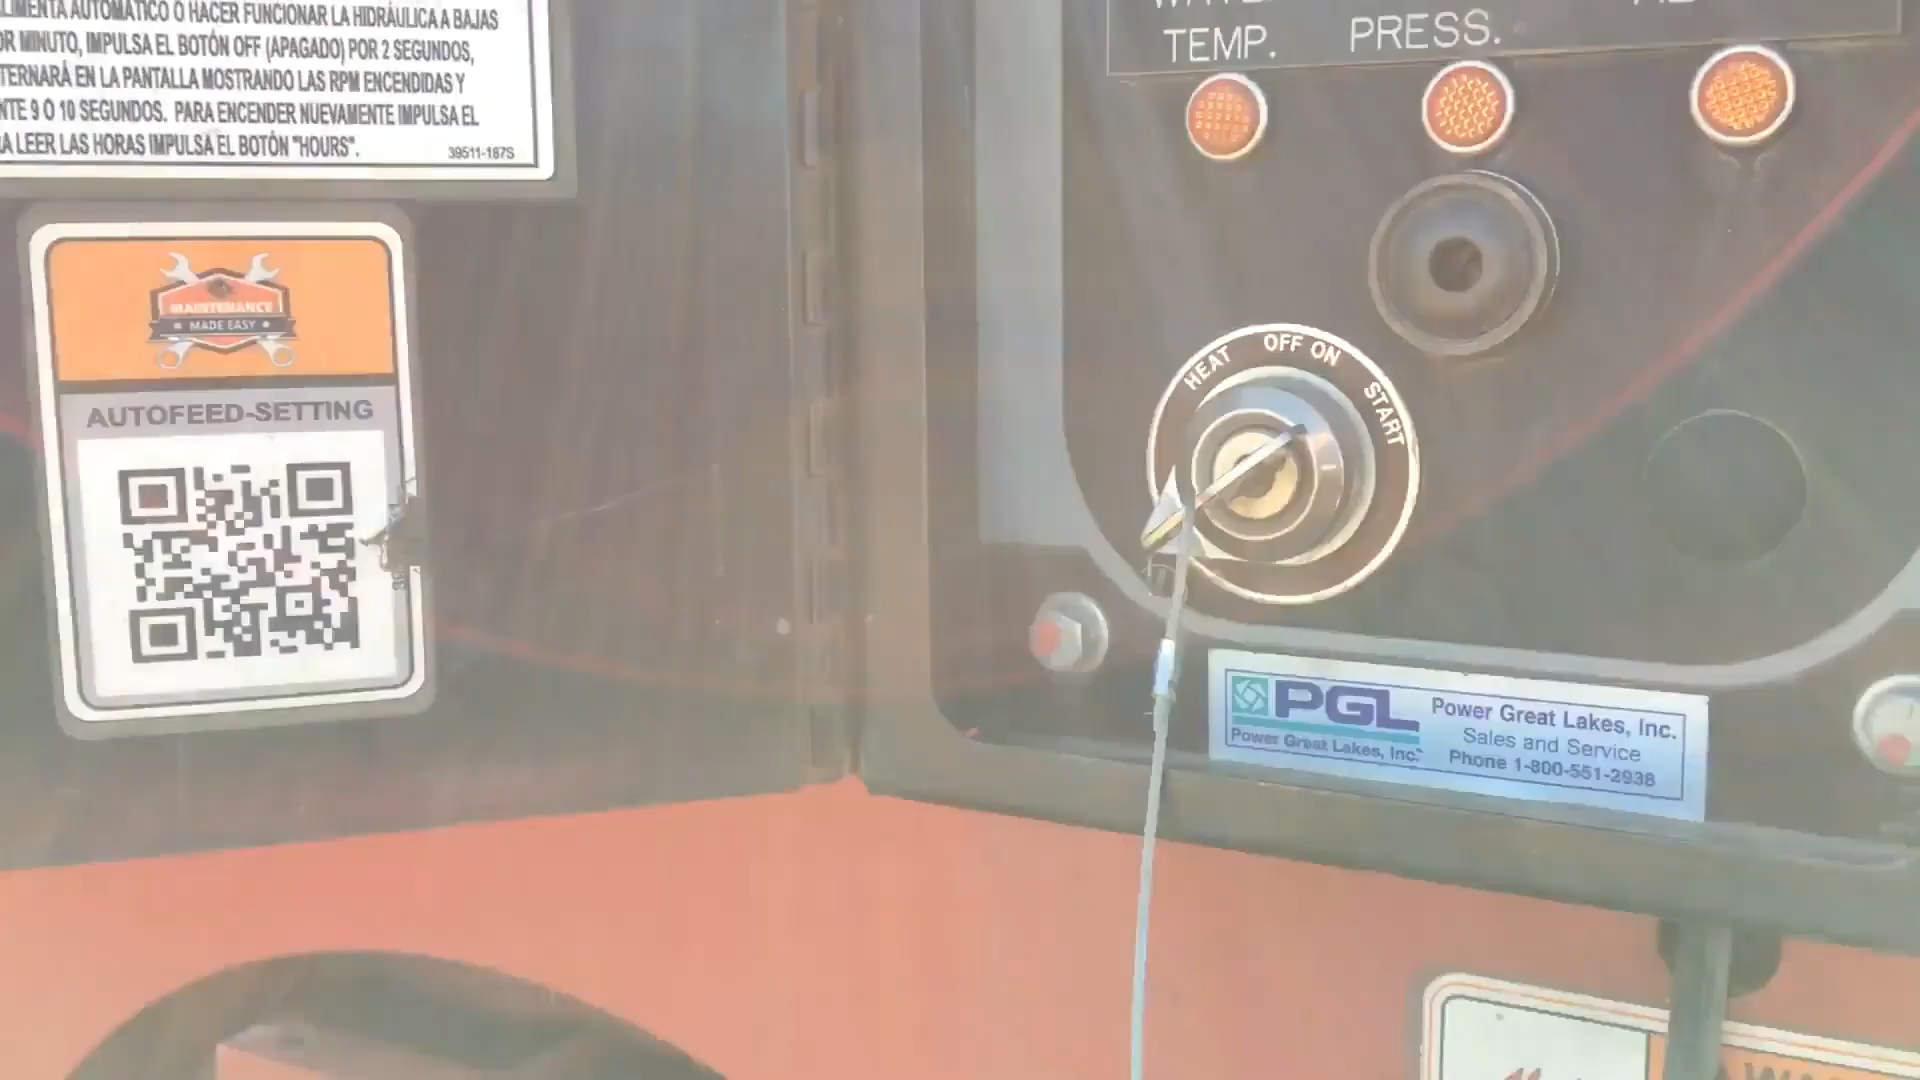 ALIMENTA AUTOMÁTICO O HACER FUNCIONAR LA HIDRÁULICA A BAJAS
OR MINUTO, IMPULSA EL BOTÓN OFF (APAGADO) POR 2 SEGUNDOS,
TERNARÁ EN LA PANTALLA MOSTRANDO LAS RPM ENCENDIDAS Y
NTE 9 O 10 SEGUNDOS. PARA ENCENDER NUEVAMENTE IMPULSA EL
A LEER LAS HORAS IMPULSA EL BOTÓN "HOURS".
39511-187S
MAINTENANCE
MADE EASY
AUTOFEED-SETTING
TEMP.
PRESS.
HEAT OFF ON START
PGL
Power Great Lakes, Inc.
Power Great Lakes, Inc.
Sales and Service
Phone 1-800-551-2938